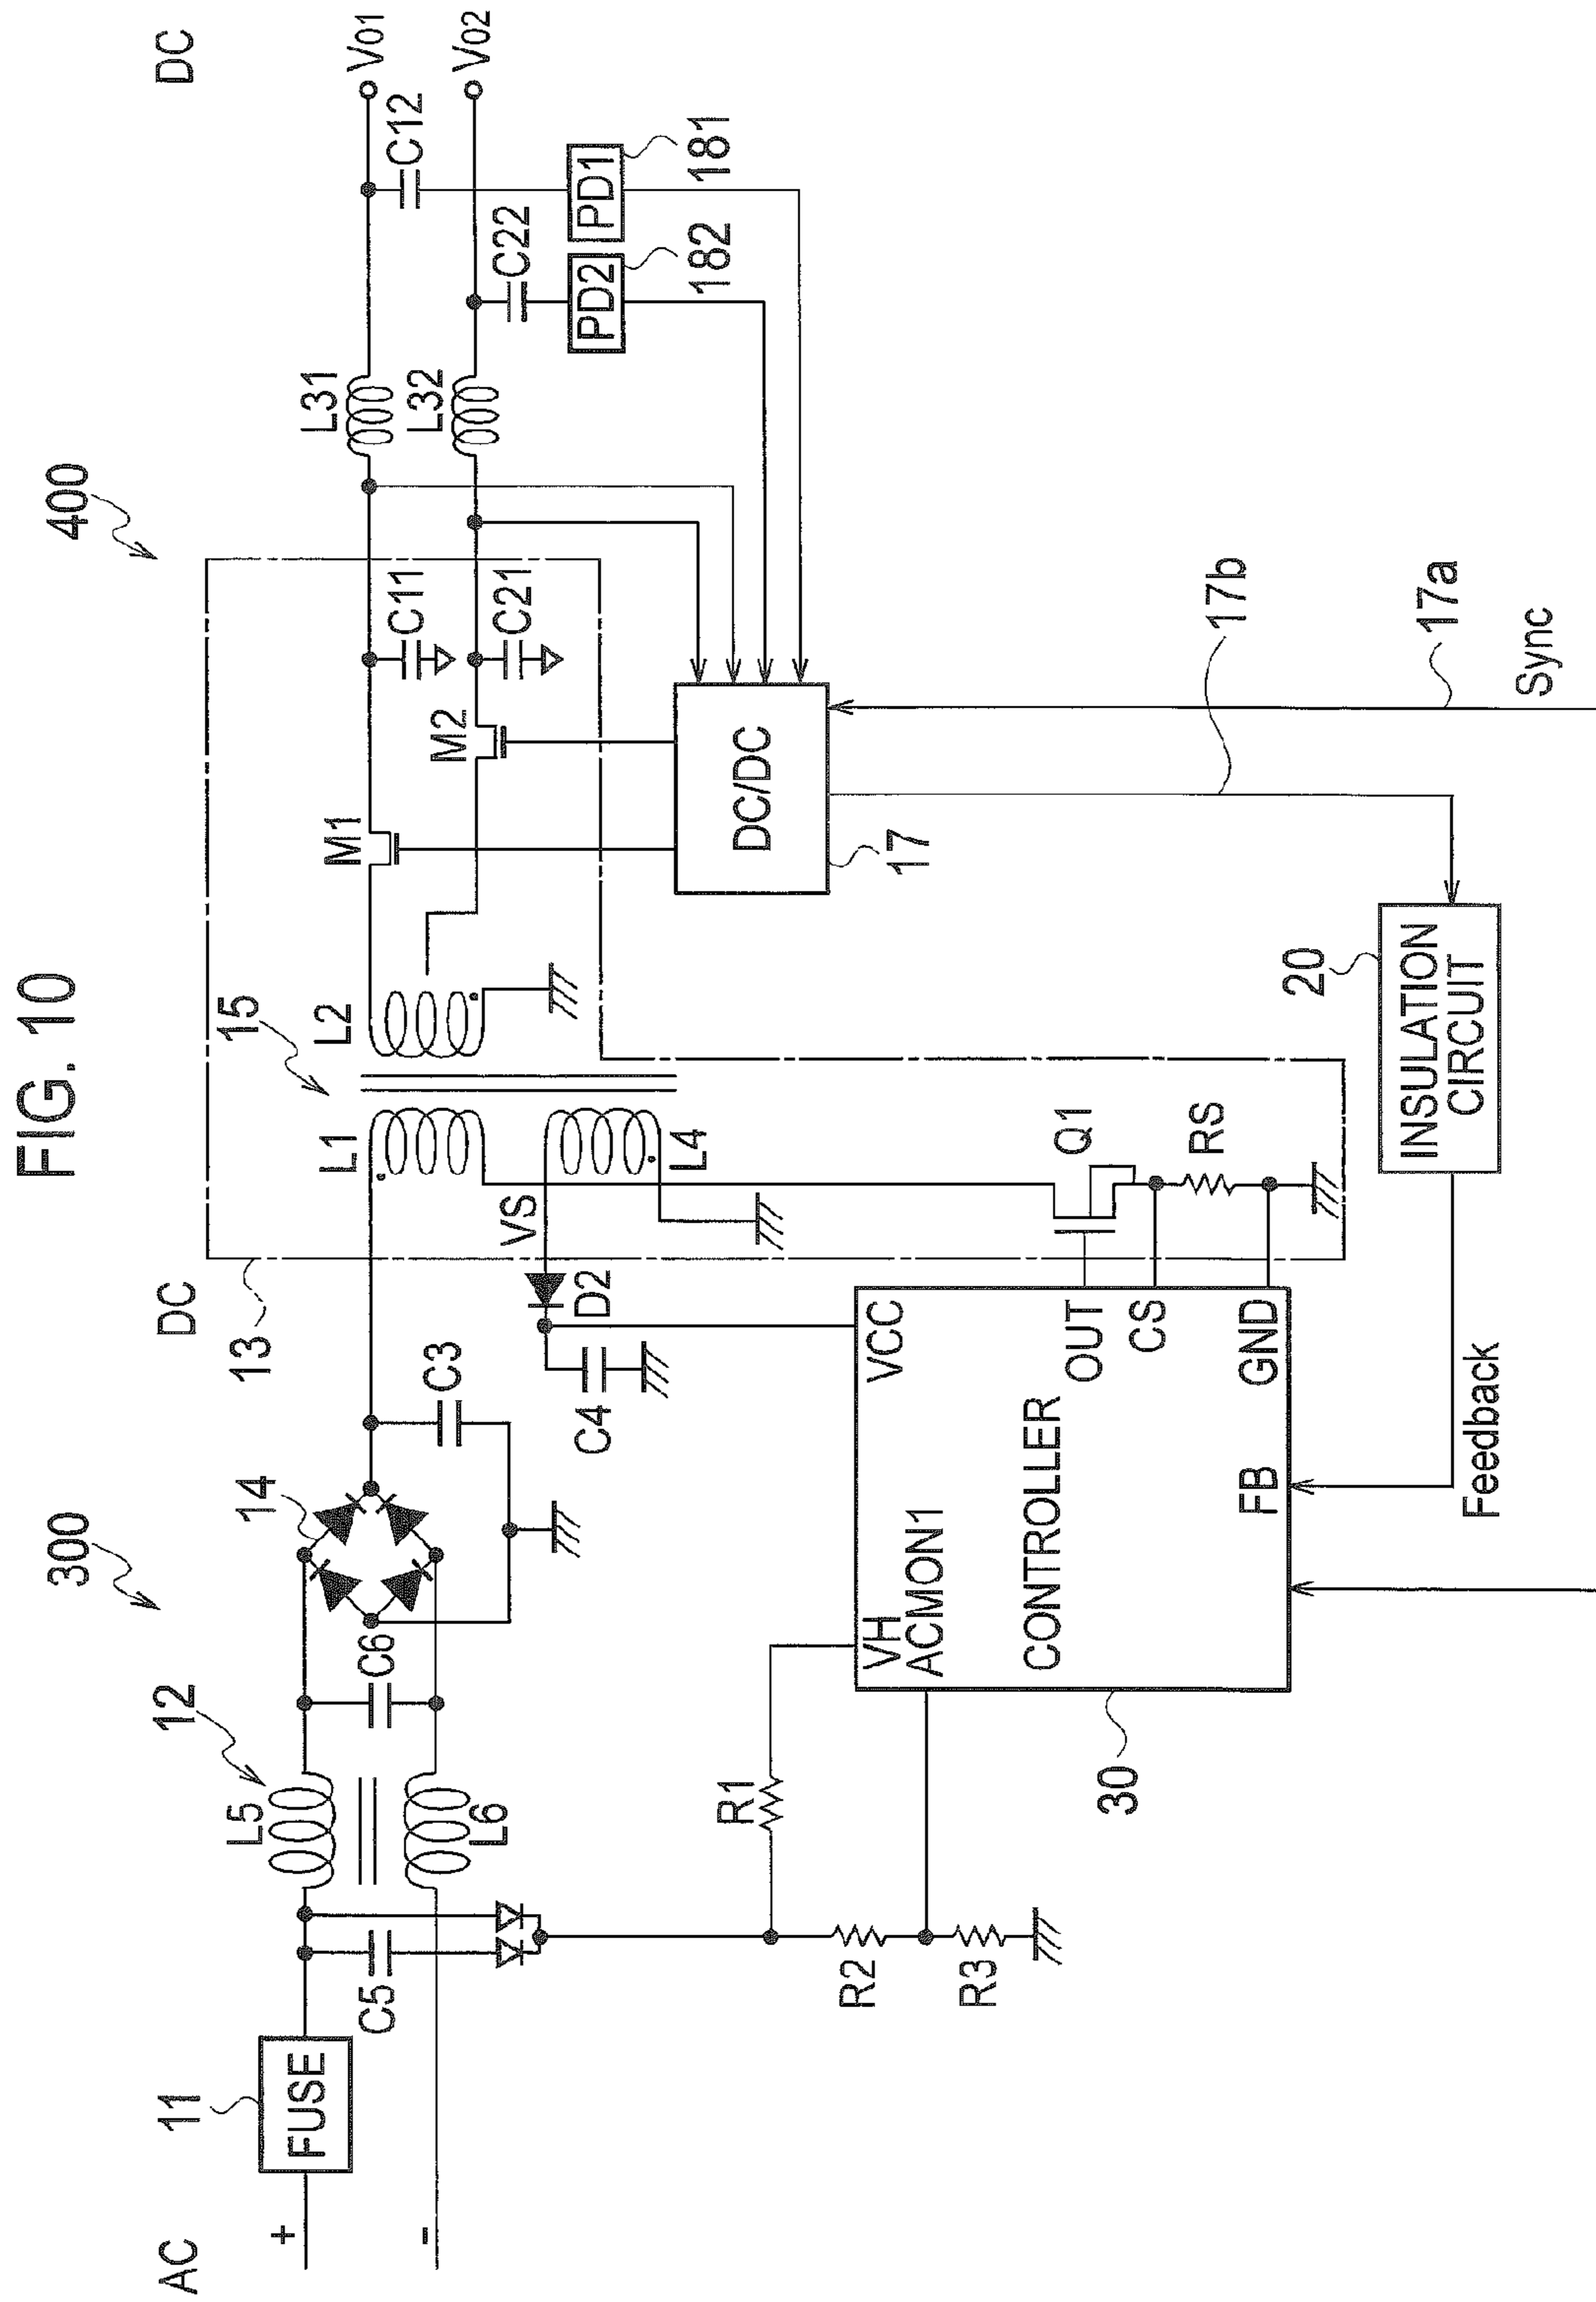 FIG. 10
300
400
AC
DC
DC
+
-
11
FUSE
12
L5
L6
C5
C6
14
C3
13
15
L1
L2
L4
VS
D2
C4
M1
M2
C11
C21
L31
L32
C12
C22
VO1
VO2
PD1
181
PD2
182
DC/DC
17
17b
17a
Sync
Q1
RS
R1
R2
R3
VH
ACMON1
VCC
OUT
CS
GND
FB
CONTROLLER
30
20
INSULATION
CIRCUIT
Feedback